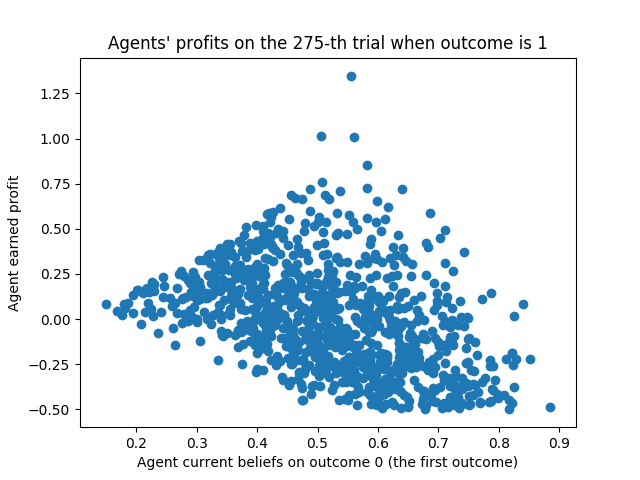 Agents' profits on the 275-th trial when outcome is 1
1.25
1.00
0.75
0.50
0.25
0.00
−0.25
−0.50
Agent earned profit
0.2 0.3 0.4 0.5 0.6 0.7 0.8 0.9
Agent current beliefs on outcome 0 (the first outcome)